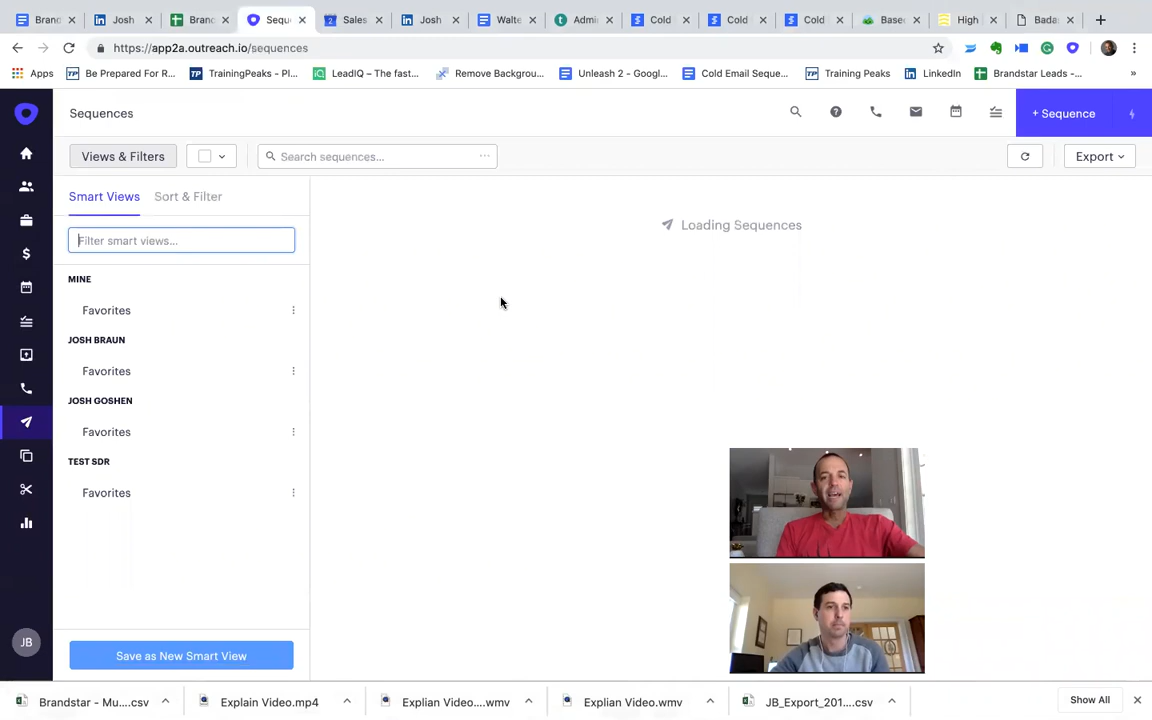 Brand
Josh
Brand
Sequ
Sales
Josh
Walte
Admi
Cold
Cold
Cold
Base
High
Bada
https://app2a.outreach.io/sequences
Apps
Be Prepared For R...
TrainingPeaks - Pl...
LeadIQ – The fast...
Remove Backgrou...
Unleash 2 - Googl...
Cold Email Seque...
Training Peaks
LinkedIn
Brandstar Leads -...
»
Sequences
+ Sequence
Views & Filters
Search sequences...
Export
Smart Views
Sort & Filter
Loading Sequences
Filter smart views...
MINE
Favorites
JOSH BRAUN
Favorites
JOSH GOSHEN
Favorites
TEST SDR
Favorites
JB
Save as New Smart View
Brandstar - Mu....csv
Explain Video.mp4
Explian Video....wmv
Explian Video.wmv
JB_Export_201....csv
Show All